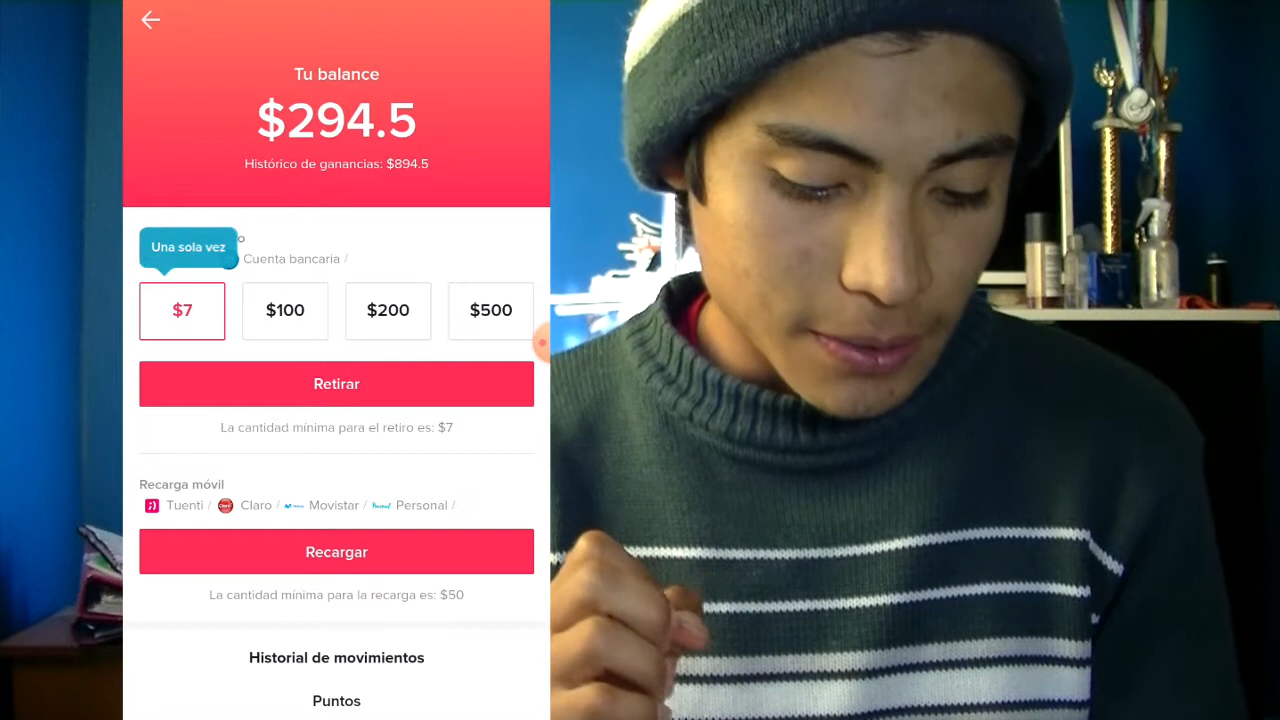 Tu balance
$294.5
Histórico de ganancias: $894.5
Una sola vez
Cuenta bancaria /
$7 $100 $200 $500
Retirar
La cantidad mínima para el retiro es: $7
Recarga móvil
Tuenti / Claro / Movistar / Personal /
Recargar
La cantidad mínima para la recarga es: $50
Historial de movimientos
Puntos